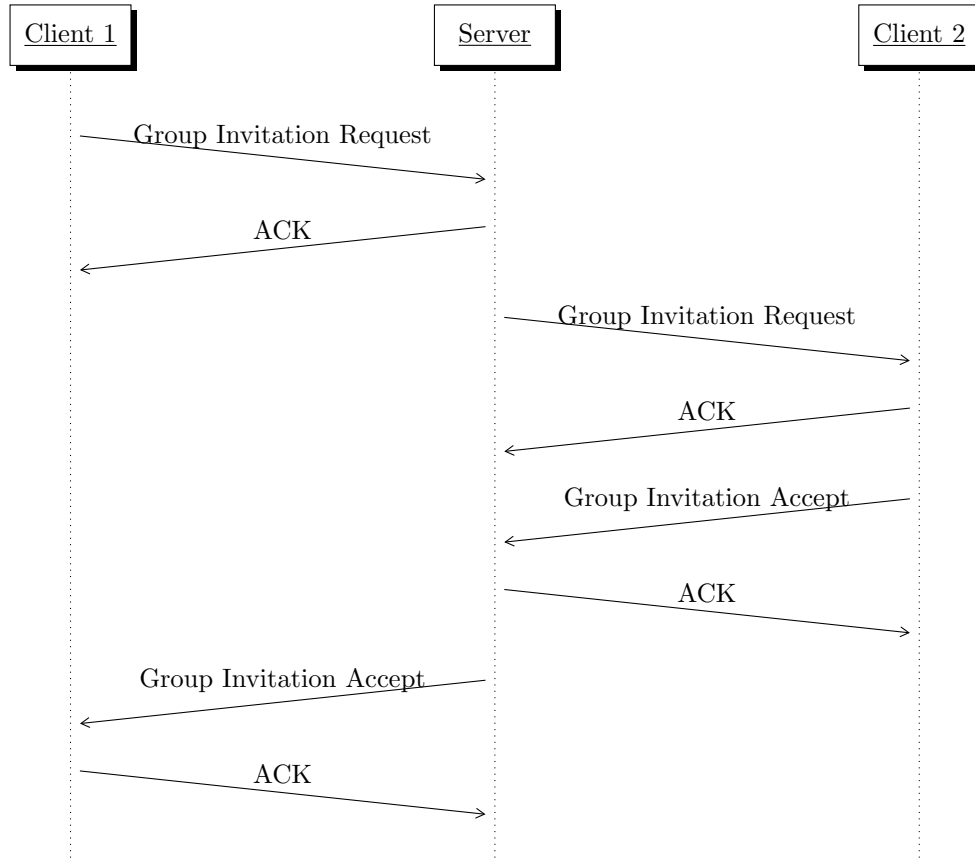 Client 1
Server
Client 2
Group Invitation Request
ACK
Group Invitation Request
ACK
Group Invitation Accept
ACK
Group Invitation Accept
ACK